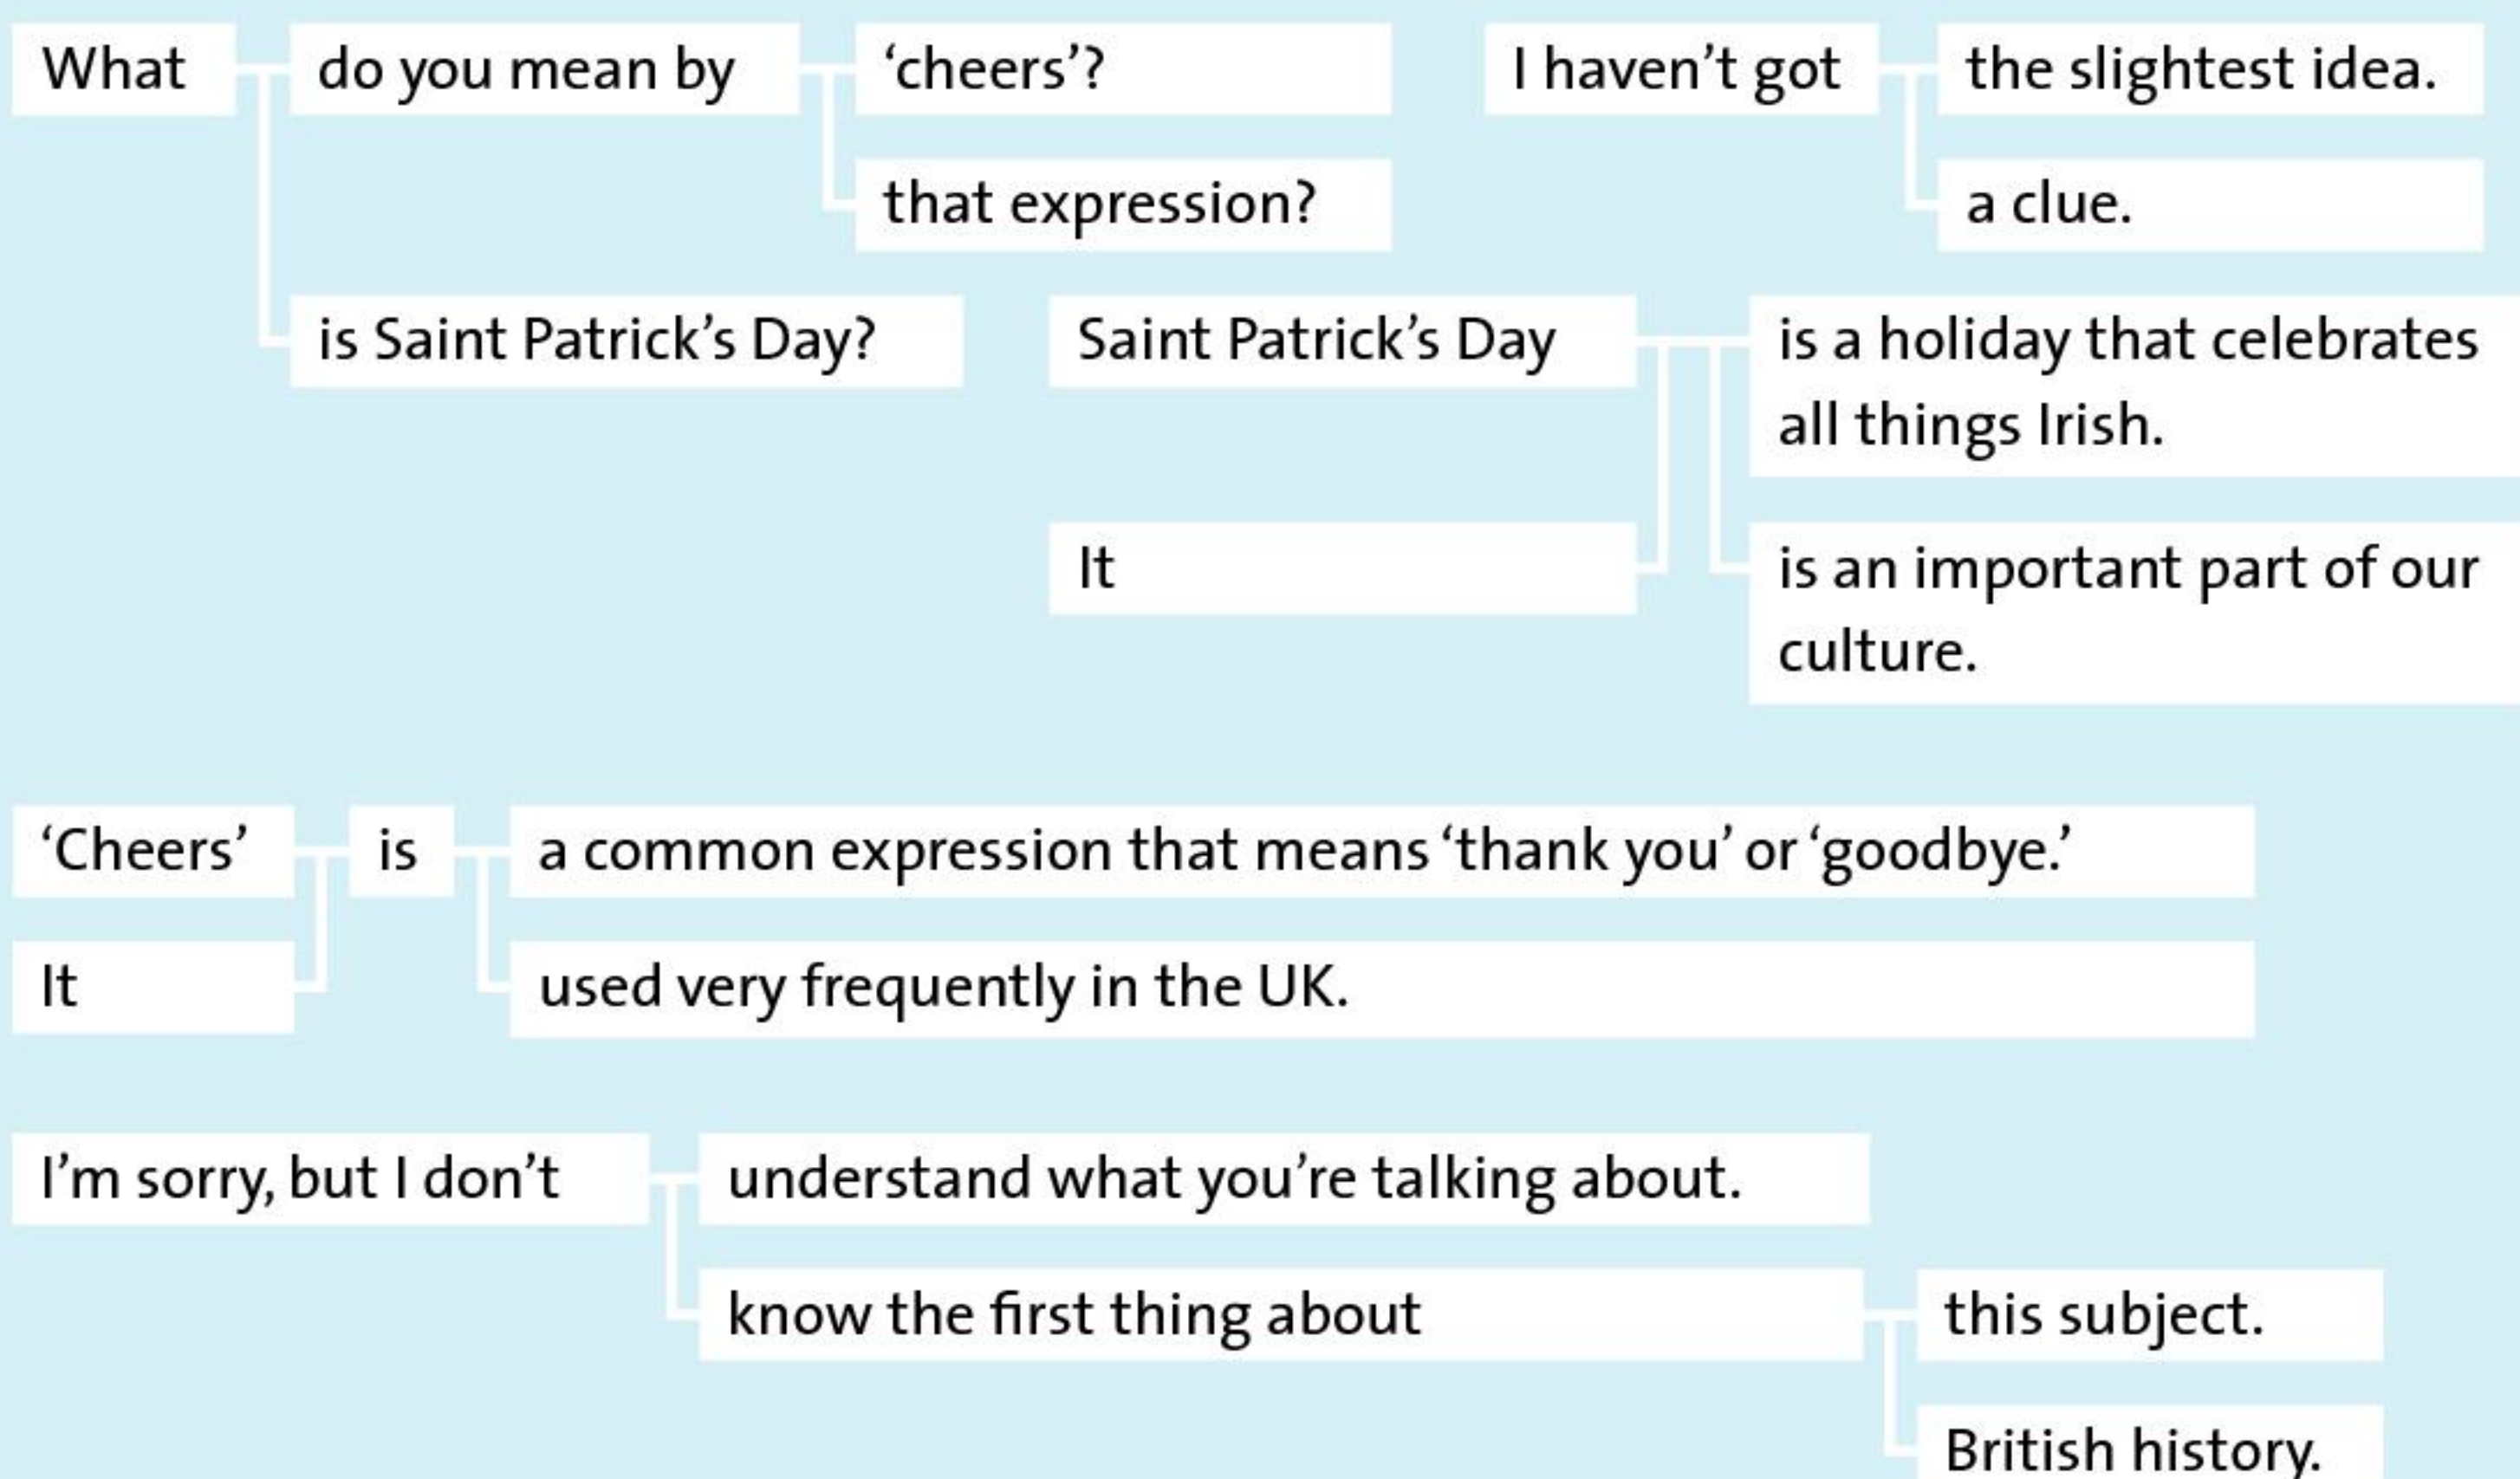 What do you mean by ‘cheers’? I haven’t got the slightest idea.
that expression? a clue.
is Saint Patrick’s Day? Saint Patrick’s Day is a holiday that celebrates
all things Irish.
It is an important part of our
culture.
‘Cheers’ is a common expression that means ‘thank you’ or ‘goodbye.’
It used very frequently in the UK.
I’m sorry, but I don’t understand what you’re talking about.
know the first thing about this subject.
British history.